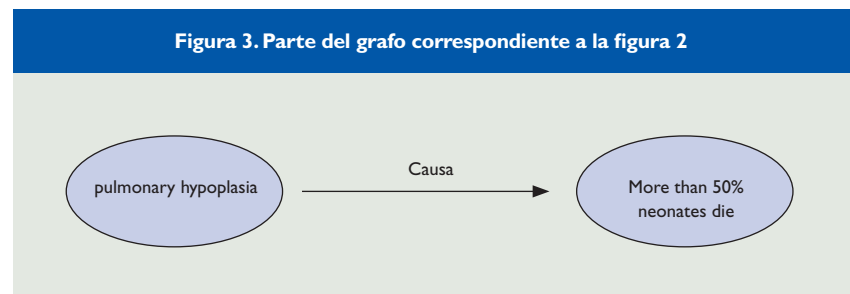 Figura 3. Parte del grafo correspondiente a la figura 2
pulmonary hypoplasia
Causa
More than 50%
neonates die